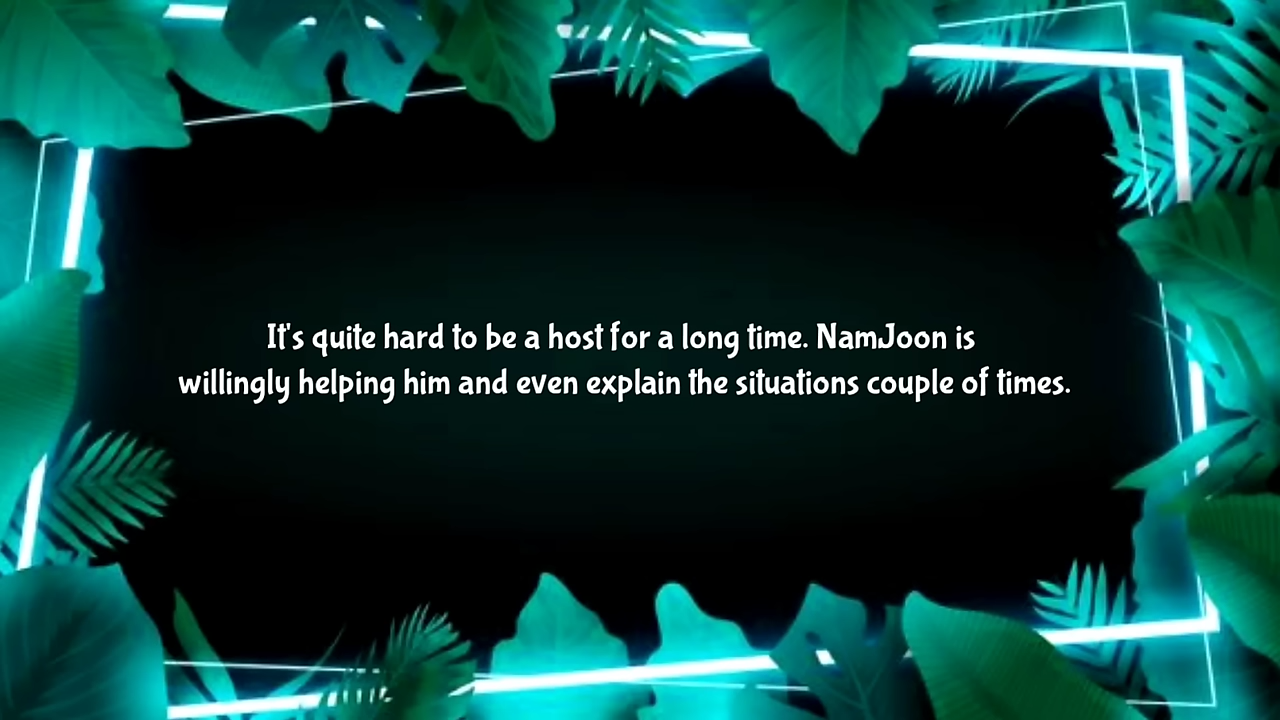 It's quite hard to be a host for a long time. NamJoon is
willingly helping him and even explain the situations couple of times.